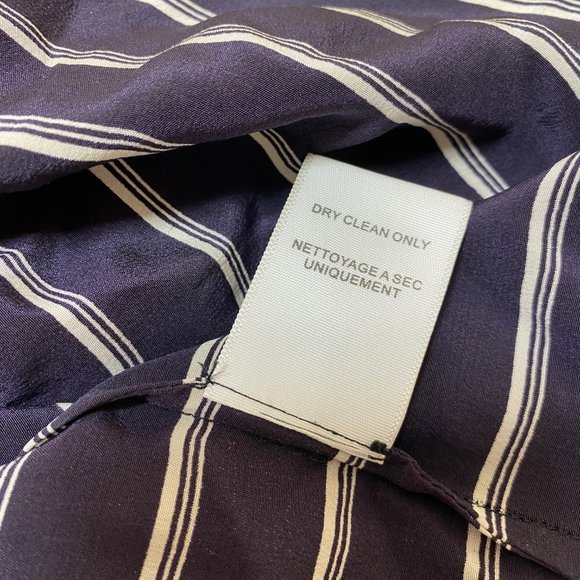 DRY CLEAN ONLY
NETTOYAGE A SEC
UNIQUEMENT